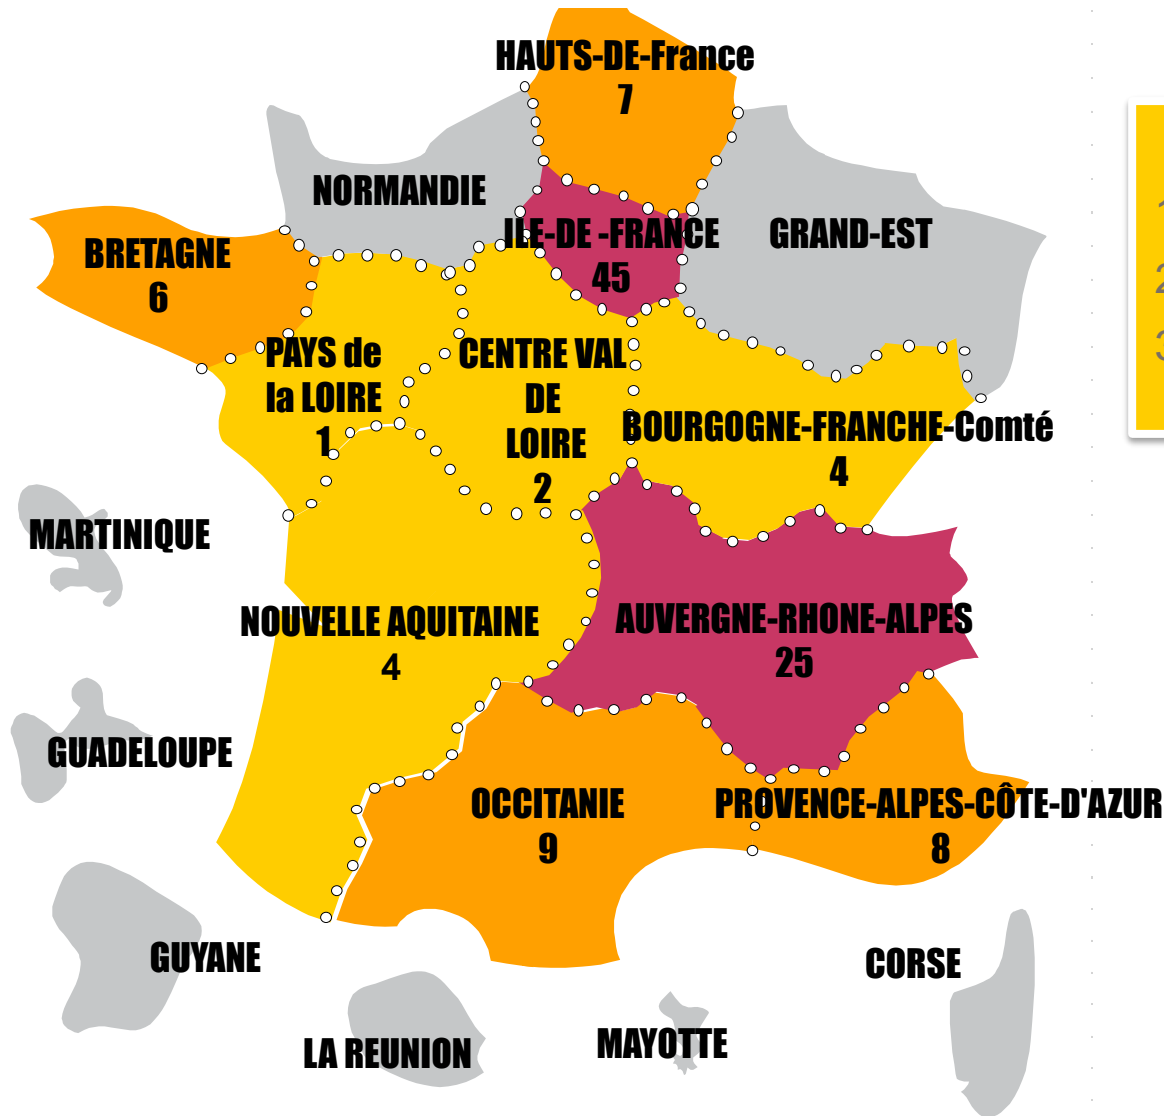 HAUTS-DE-France
7
NORMANDIE
ILE-DE -FRANCE
45
GRAND-EST
BRETAGNE
6
PAYS de
la LOIRE
1
CENTRE VAL
DE
LOIRE
2
BOURGOGNE-FRANCHE-Comté
4
MARTINIQUE
NOUVELLE AQUITAINE
4
AUVERGNE-RHONE-ALPES
25
GUADELOUPE
OCCITANIE
9
PROVENCE-ALPES-CÔTE-D'AZUR
8
GUYANE
CORSE
LA REUNION
MAYOTTE
2
3